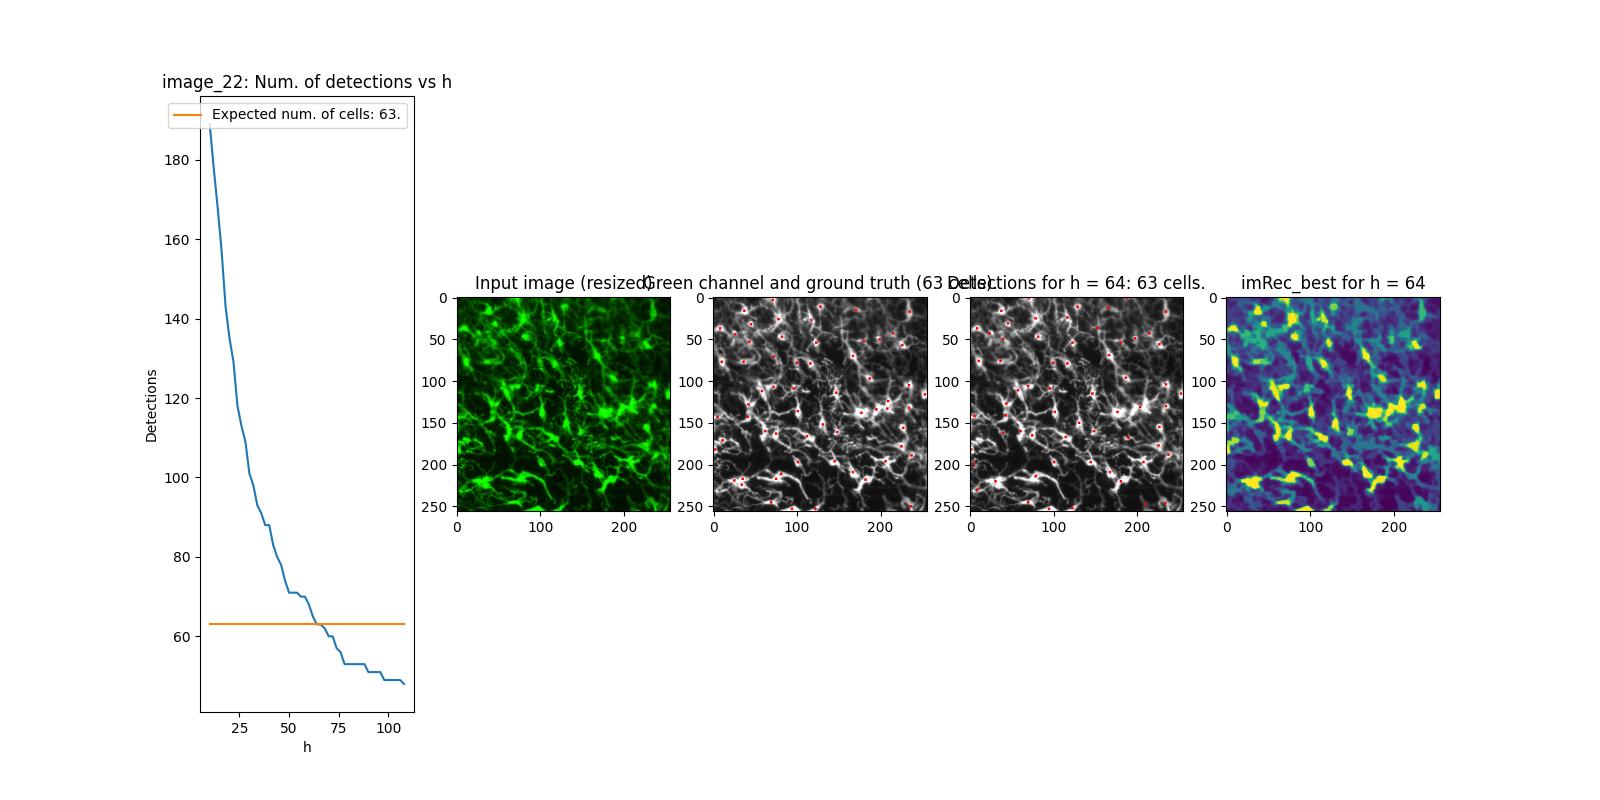 image_22: Num. of detections vs h
Expected num. of cells: 63.
180
160
140
120
100
80
60
Detections
25 50 75 100
h
Input image (resized)
0
50
100
150
200
250
0 100 200
Green channel and ground truth (63 cells).
0
50
100
150
200
250
0 100 200
Detections for h = 64: 63 cells.
0
50
100
150
200
250
0 100 200
imRec_best for h = 64
0
50
100
150
200
250
0 100 200